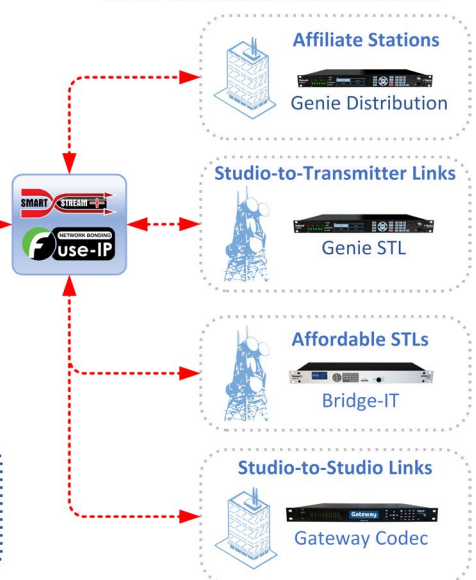 Affiliate Stations
Genie Distribution
Studio-to-Transmitter Links
Genie STL
SMART STREAM+
NETWORK BONDING
Fuse-IP
Affordable STLs
Bridge-IT
Studio-to-Studio Links
Gateway
Gateway Codec